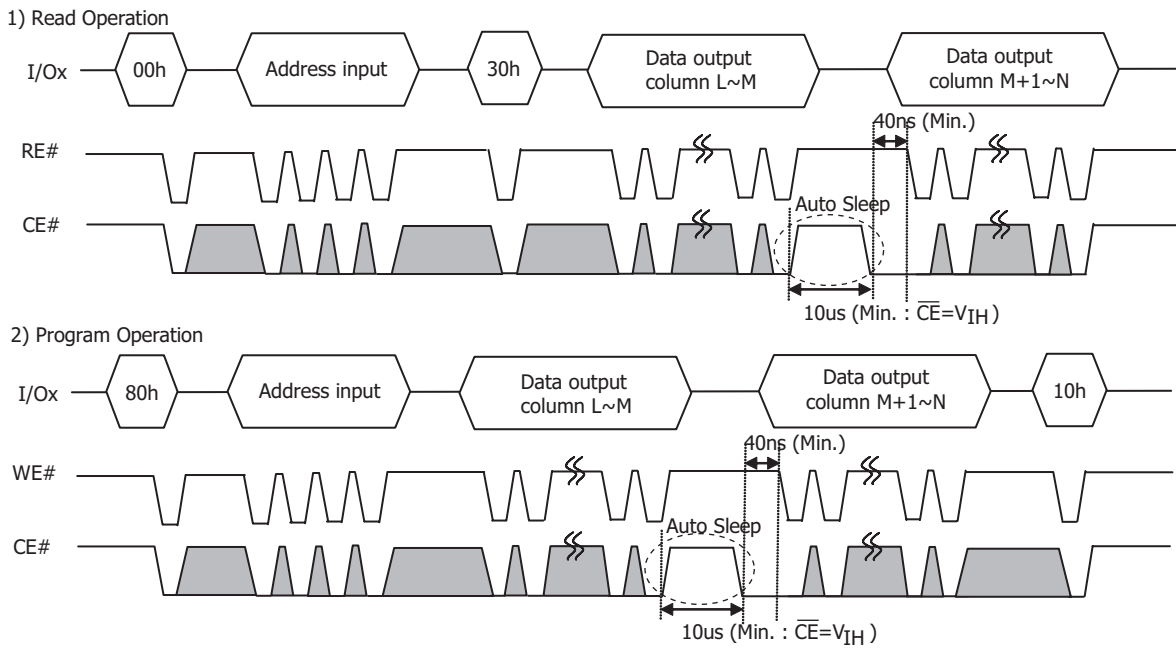 1) Read Operation
I/Ox
00h
Address input
30h
Data output
column L~M
Data output
column M+1~N
40ns (Min.)
RE#
Auto Sleep
CE#
10us (Min. : C̅E̅=VIH)
2) Program Operation
I/Ox
80h
Address input
Data output
column L~M
Data output
column M+1~N
10h
40ns (Min.)
WE#
Auto Sleep
CE#
10us (Min. : C̅E̅=VIH)